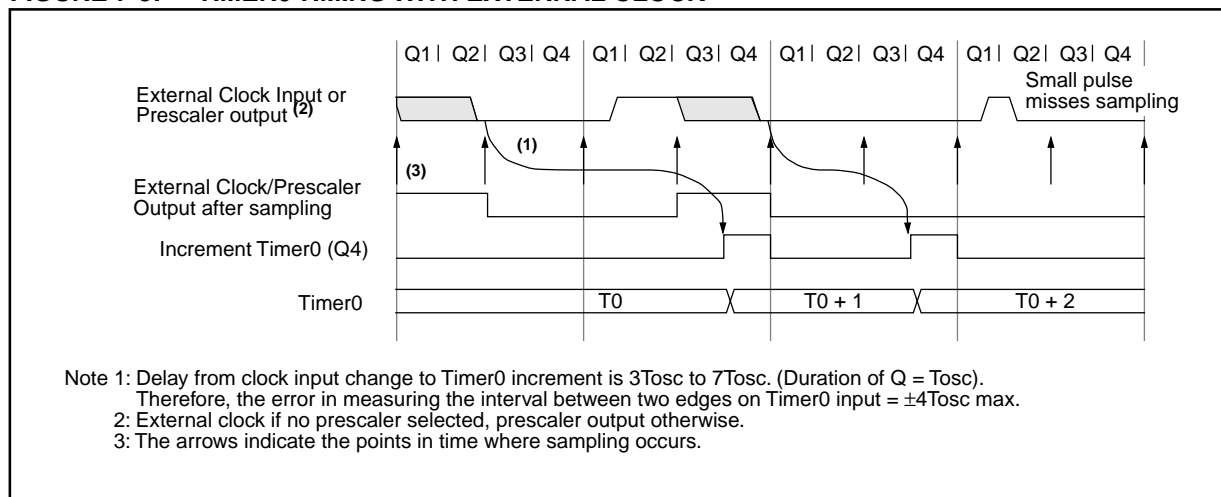 TIMER0 TIMING WITH EXTERNAL CLOCK
Q1| Q2| Q3| Q4 Q1| Q2| Q3| Q4 Q1| Q2| Q3| Q4 Q1| Q2| Q3| Q4
External Clock Input or
Prescaler output (2)
Small pulse
misses sampling
(1)
(3)
External Clock/Prescaler
Output after sampling
Increment Timer0 (Q4)
Timer0 T0 T0 + 1 T0 + 2
Note 1: Delay from clock input change to Timer0 increment is 3Tosc to 7Tosc. (Duration of Q = Tosc).
Therefore, the error in measuring the interval between two edges on Timer0 input = ±4Tosc max.
2: External clock if no prescaler selected, prescaler output otherwise.
3: The arrows indicate the points in time where sampling occurs.